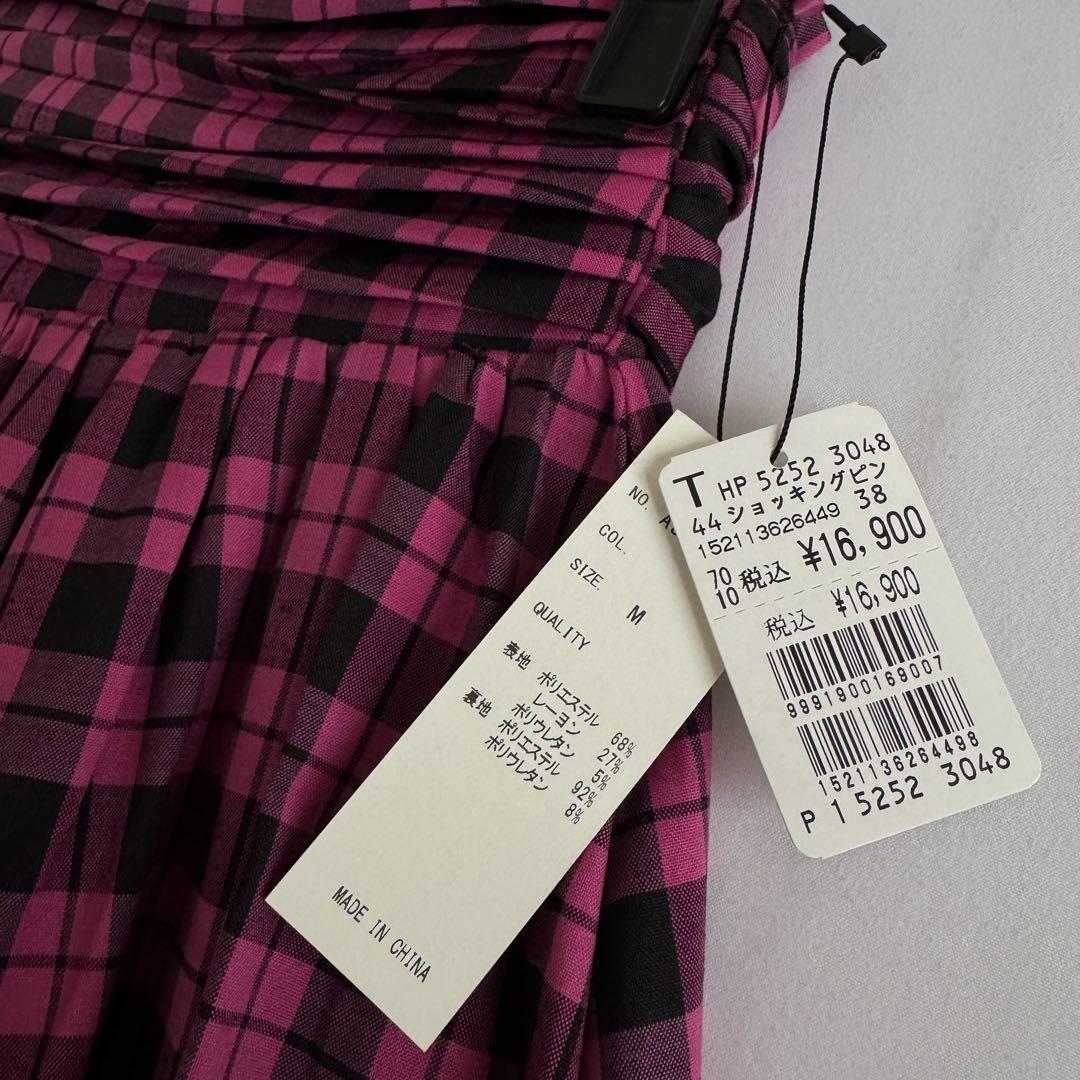 NO.
COL.
SIZE. M
QUALITY
表地 ポリエステル 68%
レーヨン 27%
ポリウレタン 5%
裏地 ポリエステル 92%
ポリウレタン 8%
MADE IN CHINA
T HP 5252 3048
44 ショッキングピン
152113626449 38
70
10 税込 ¥16,900
税込 ¥16,900
9991900169007
1521136264498
P 1 5252 3048